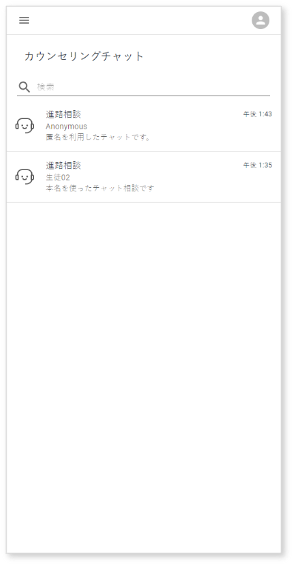 カウンセリングチャット
検索
進路相談 午後 1:43
Anonymous
匿名を利用したチャットです。
進路相談 午後 1:35
生徒02
本名を使ったチャット相談です